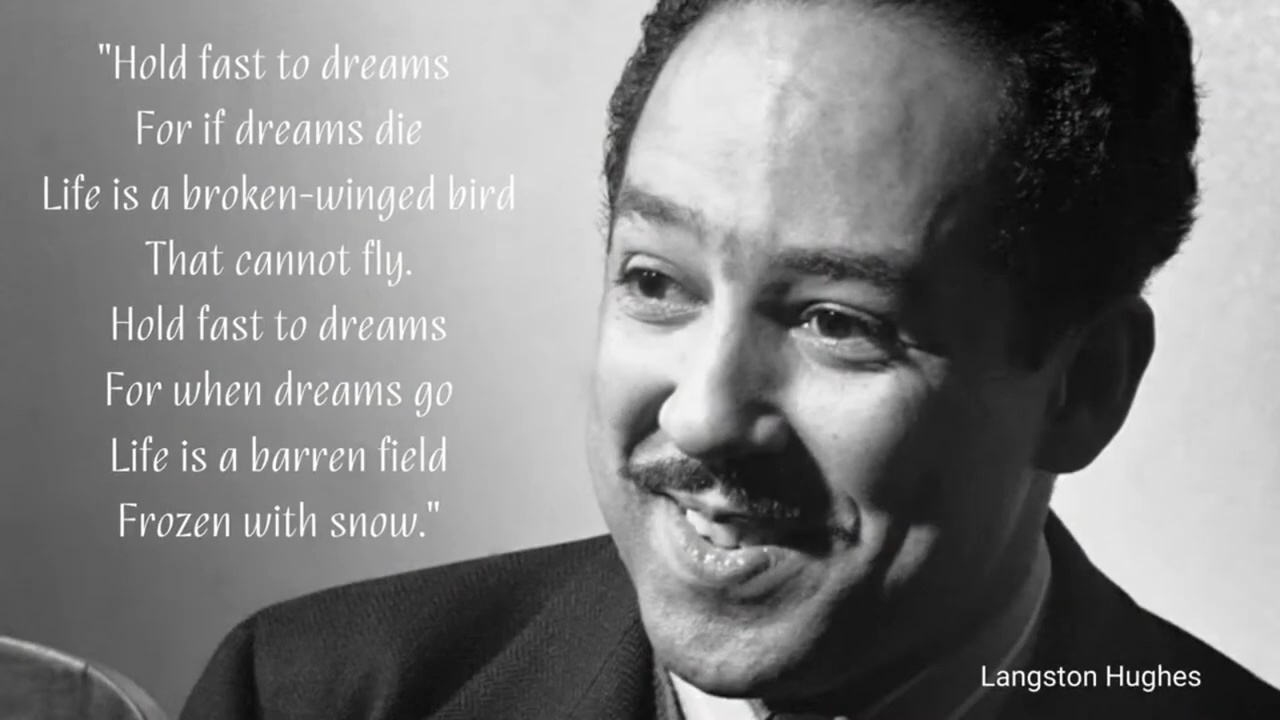 "Hold fast to dreams
For if dreams die
Life is a broken-winged bird
That cannot fly.
Hold fast to dreams
For when dreams go
Life is a barren field
Frozen with snow."
Langston Hughes